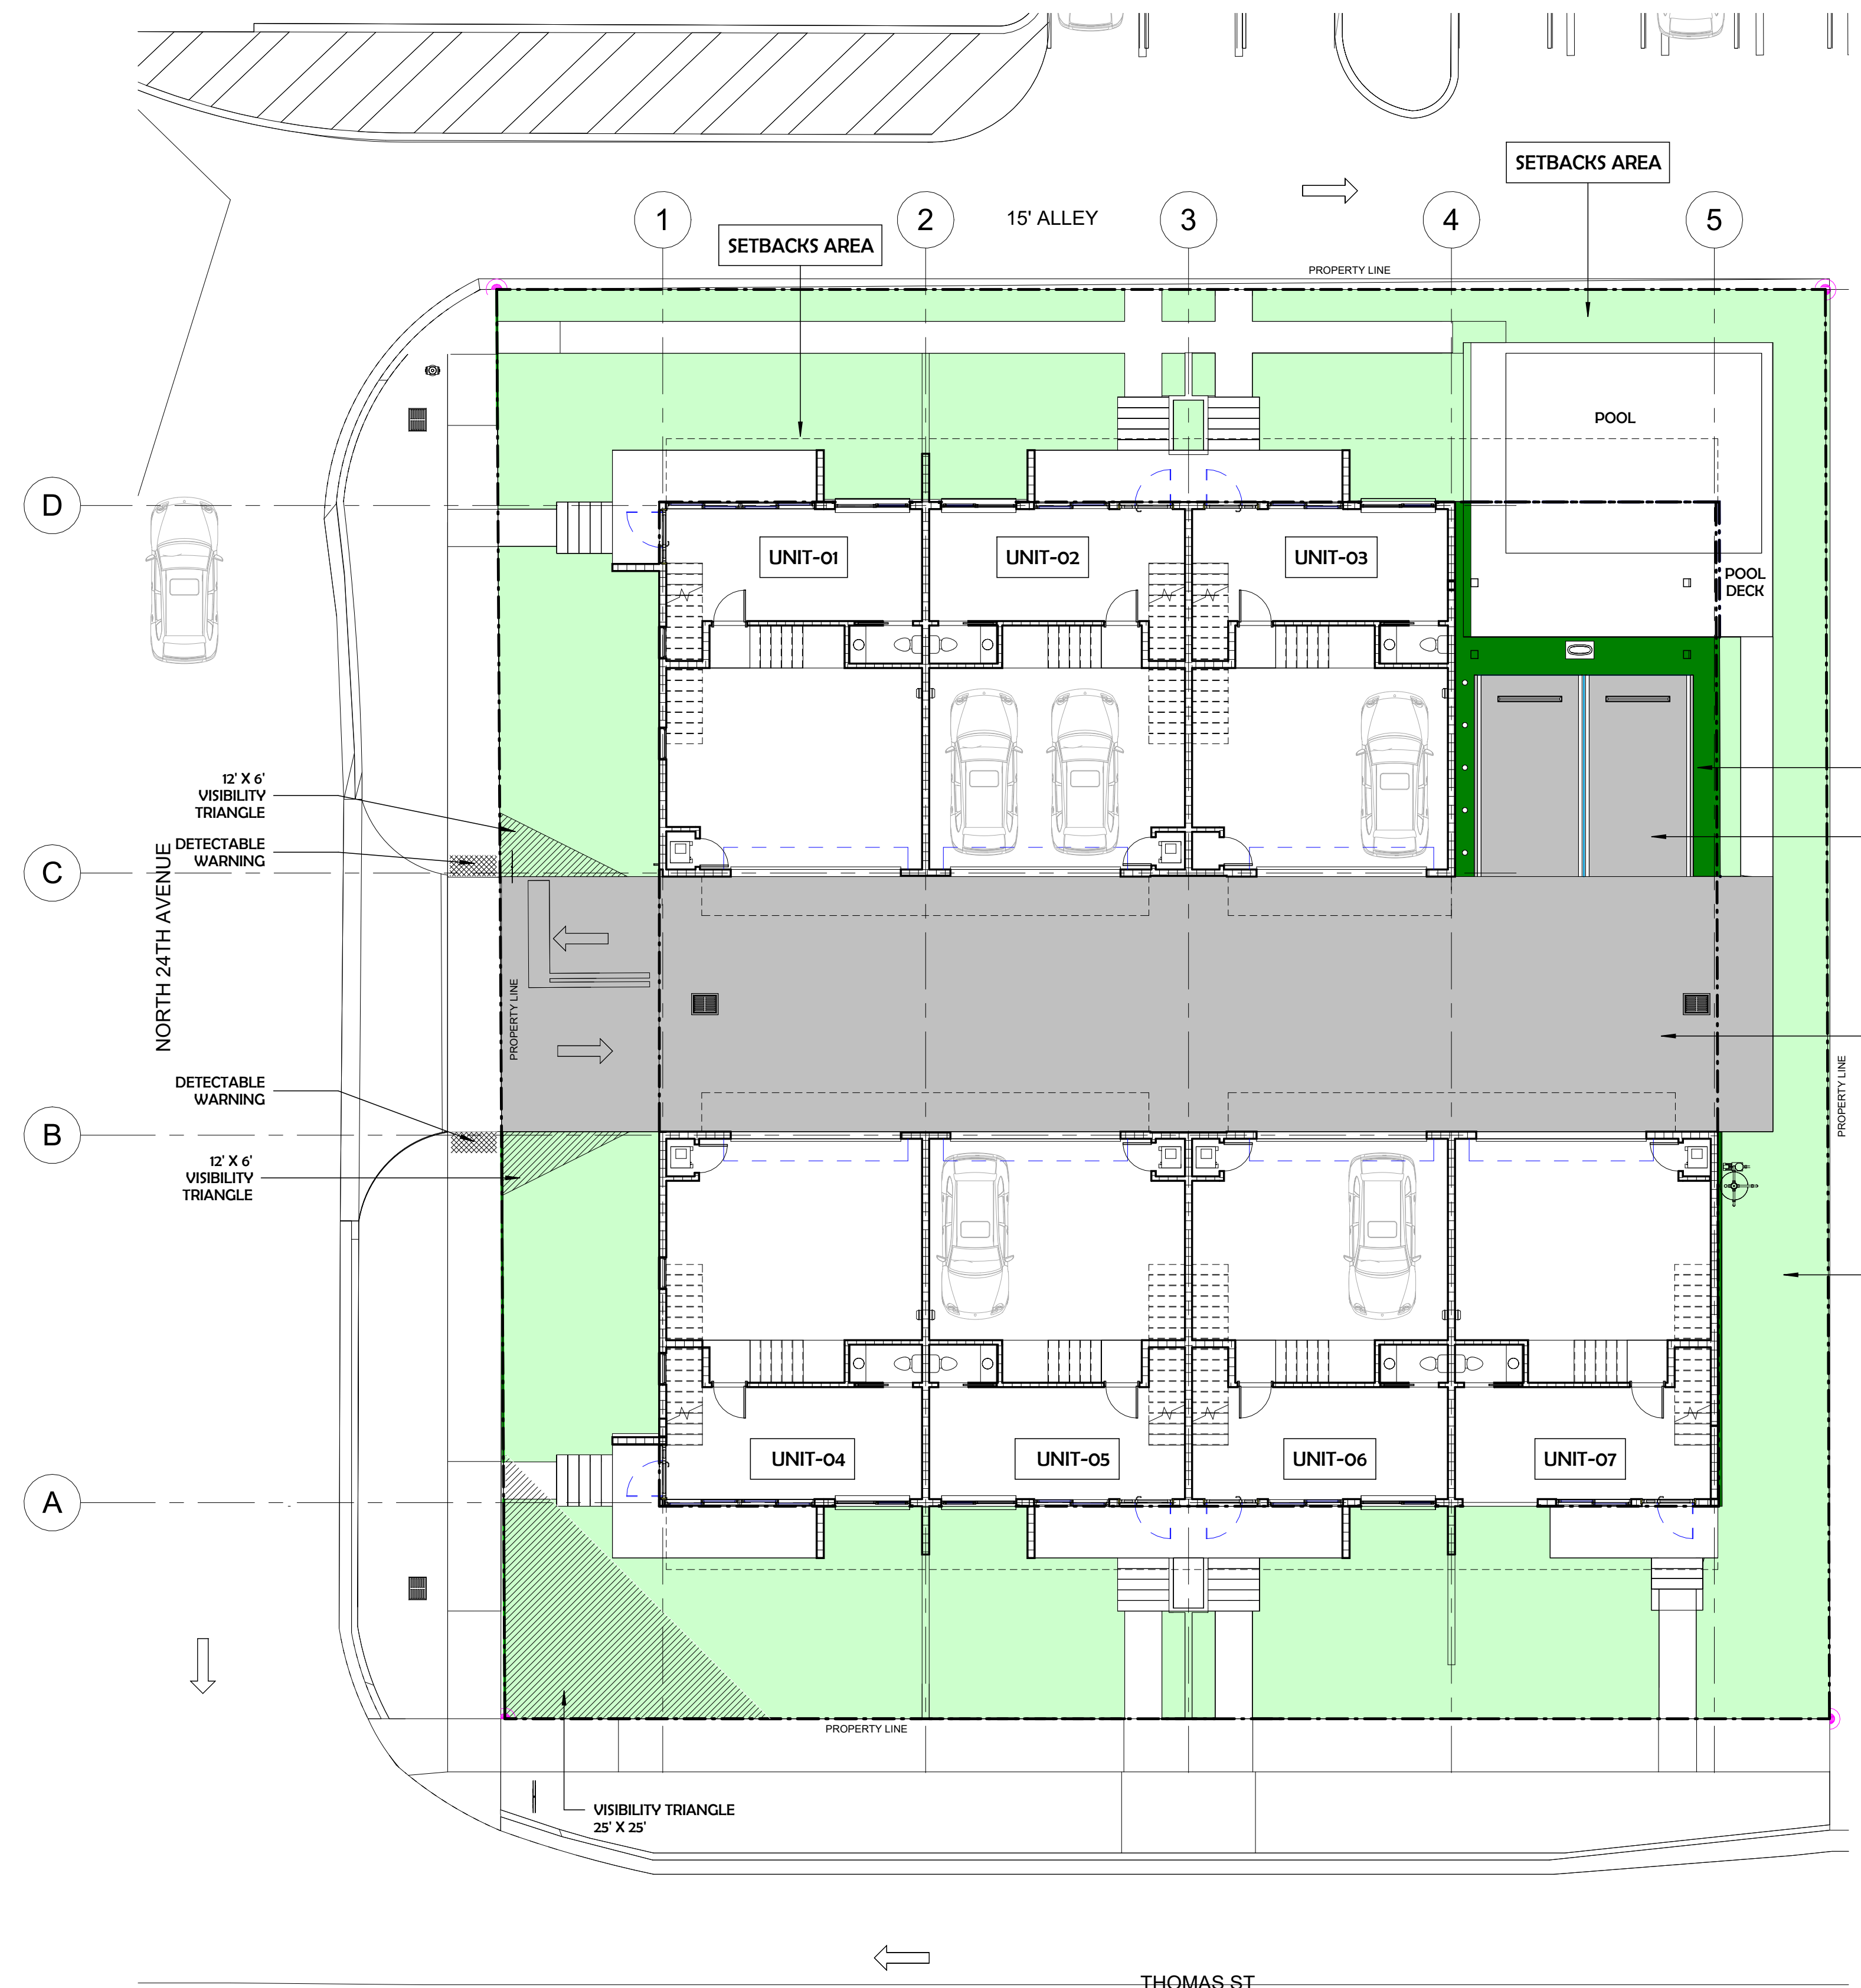 SETBACKS AREA
1
2
15' ALLEY
3
4
5
SETBACKS AREA
PROPERTY LINE
POOL
D
UNIT-01
UNIT-02
UNIT-03
POOL
DECK
12' X 6'
VISIBILITY
TRIANGLE
DETECTABLE
WARNING
C
NORTH 24TH AVENUE
PROPERTY LINE
PROPERTY LINE
DETECTABLE
WARNING
B
12' X 6'
VISIBILITY
TRIANGLE
UNIT-04
UNIT-05
UNIT-06
UNIT-07
A
PROPERTY LINE
VISIBILITY TRIANGLE
25' X 25'
THOMAS ST